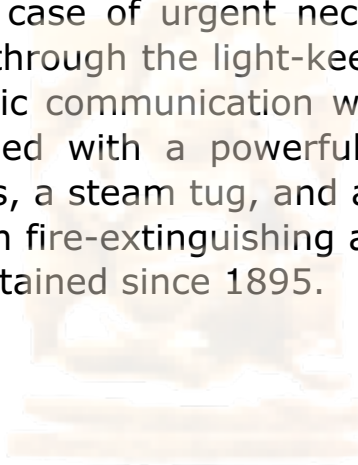 case of urgent nec
through the light-kee
ic communication w
ed with a powerful
s, a steam tug, and a
n fire-extinguishing a
tained since 1895.